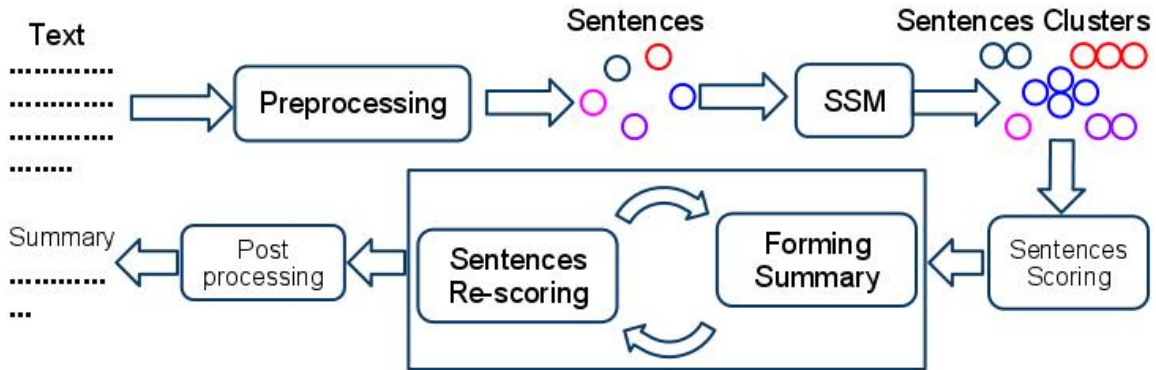 Text
Preprocessing
Sentences
SSM
Sentences Clusters
Sentences
Scoring
Forming
Summary
Sentences
Re-scoring
Post
processing
Summary